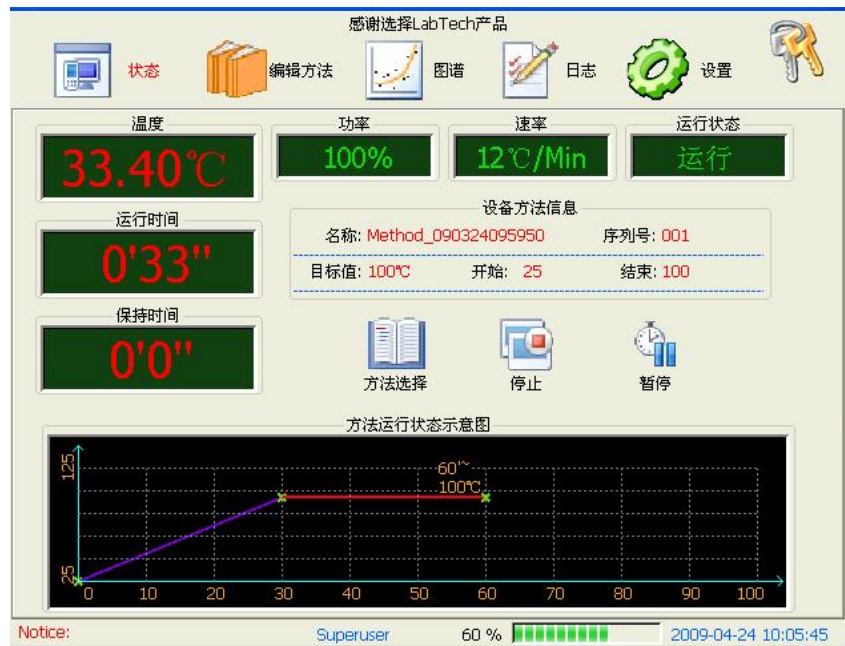 感谢选择LabTech产品
状态 编辑方法 图谱 日志 设置
温度 功率 速率 运行状态
33.40℃ 100% 12℃/Min 运行
运行时间
0'33''
设备方法信息
名称: Method_090324095950 序列号: 001
目标值: 100℃ 开始: 25 结束: 100
保持时间
0'0''
方法选择 停止 暂停
方法运行状态示意图
125
60'~
100℃
25
0 10 20 30 40 50 60 70 80 90 100
Notice: Superuser 60 % 2009-04-24 10:05:45